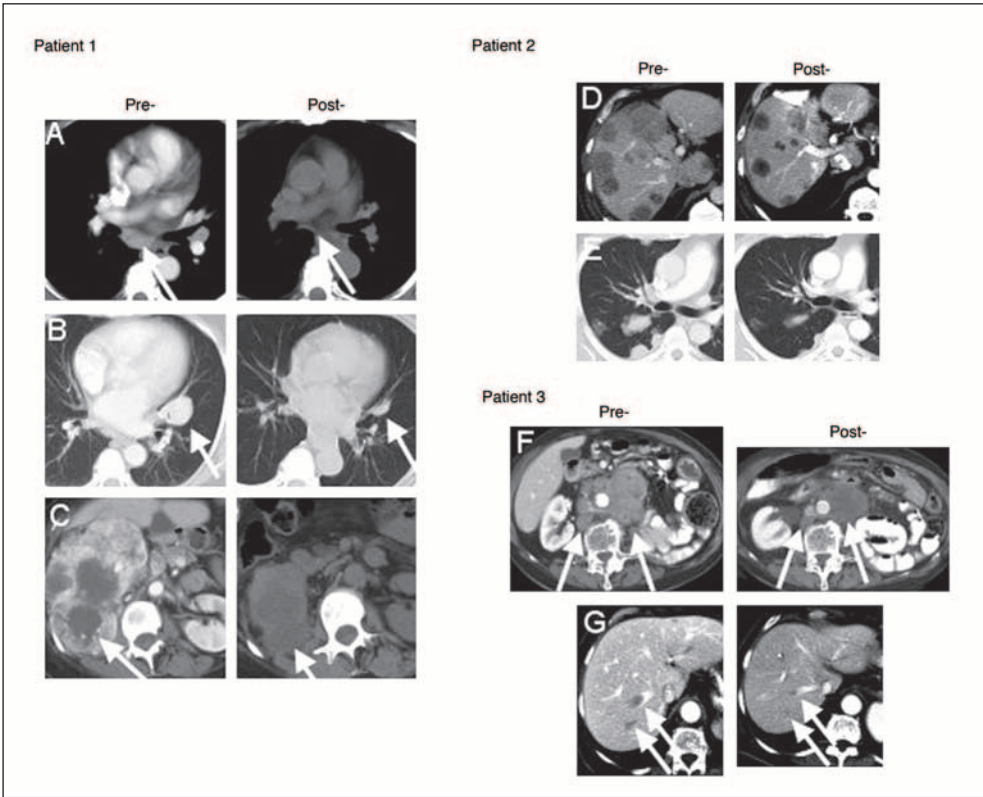 Patient 1
Pre-
Post-
A
B
C
Patient 2
Pre-
Post-
D
E
Patient 3
Pre-
Post-
F
G